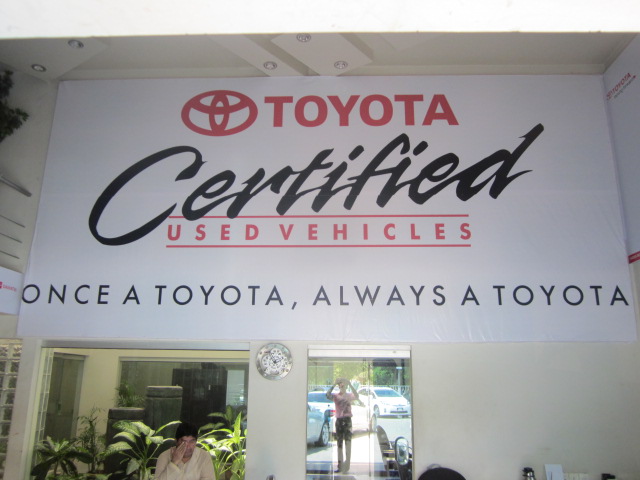 TOYOTA
Certified
USED VEHICLES
ONCE A TOYOTA, ALWAYS A TOYOTA